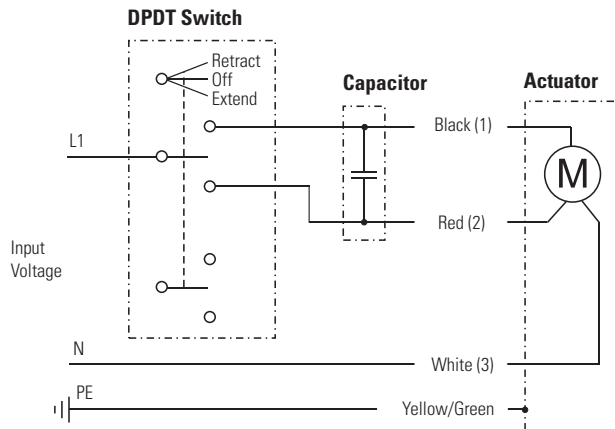 DPDT Switch
Retract
Off
Extend
Capacitor
Actuator
L1
Black (1)
M
Red (2)
Input
Voltage
N
White (3)
PE
Yellow/Green